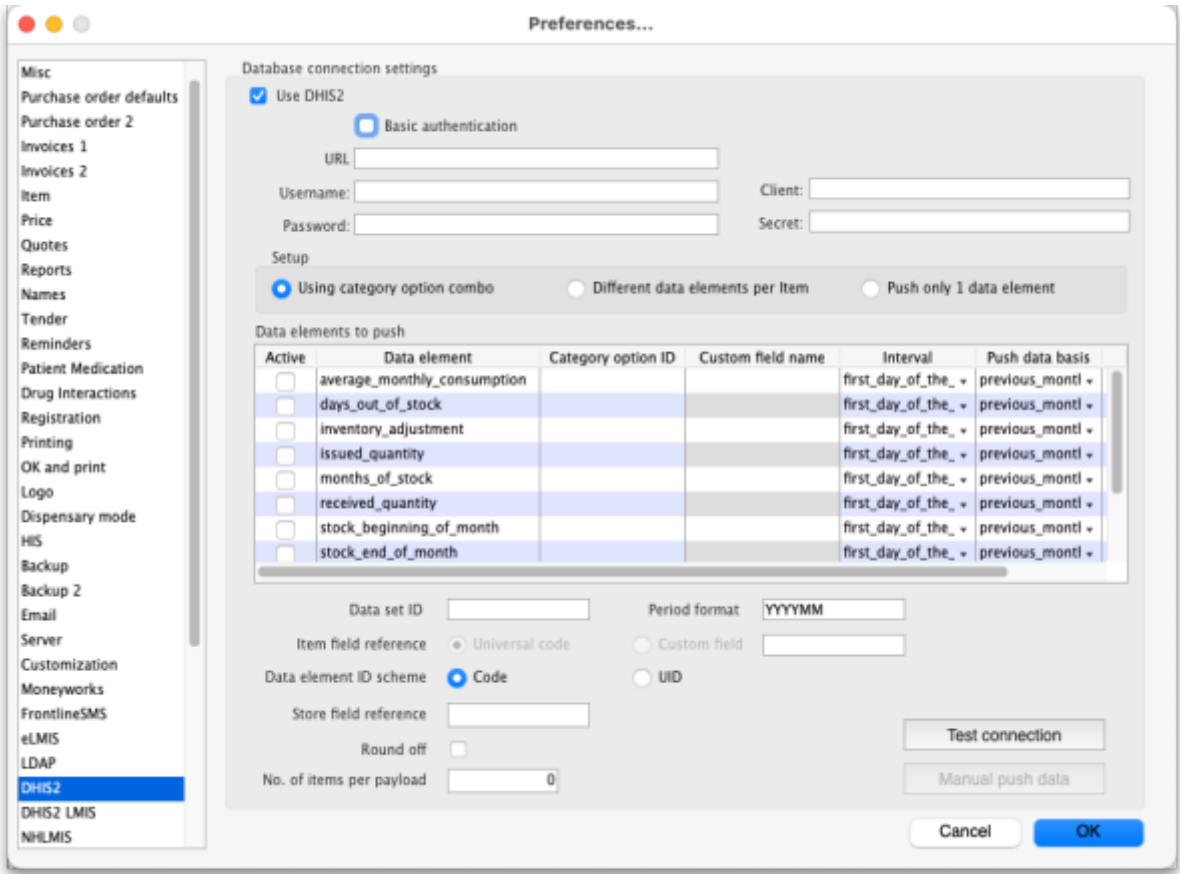 Preferences...
Misc
Purchase order defaults
Purchase order 2
Invoices 1
Invoices 2
Item
Price
Quotes
Reports
Names
Tender
Reminders
Patient Medication
Drug Interactions
Registration
Printing
OK and print
Logo
Dispensary mode
HIS
Backup
Backup 2
Email
Server
Customization
Moneyworks
FrontlineSMS
eLMIS
LDAP
DHIS2
DHIS2 LMIS
NHLMIS
Database connection settings
Use DHIS2
Basic authentication
URL
Username: Client:
Password: Secret:
Setup
Using category option combo Different data elements per Item Push only 1 data element
Data elements to push
Active Data element Category option ID Custom field name Interval Push data basis
average_monthly_consumption first_day_of_the_ previous_montl
days_out_of_stock first_day_of_the_ previous_montl
inventory_adjustment first_day_of_the_ previous_montl
issued_quantity first_day_of_the_ previous_montl
months_of_stock first_day_of_the_ previous_montl
received_quantity first_day_of_the_ previous_montl
stock_beginning_of_month first_day_of_the_ previous_montl
stock_end_of_month first_day_of_the_ previous_montl
Data set ID Period format YYYYMM
Item field reference Universal code Custom field
Data element ID scheme Code UID
Store field reference
Round off
No. of items per payload 0
Test connection
Manual push data
Cancel OK